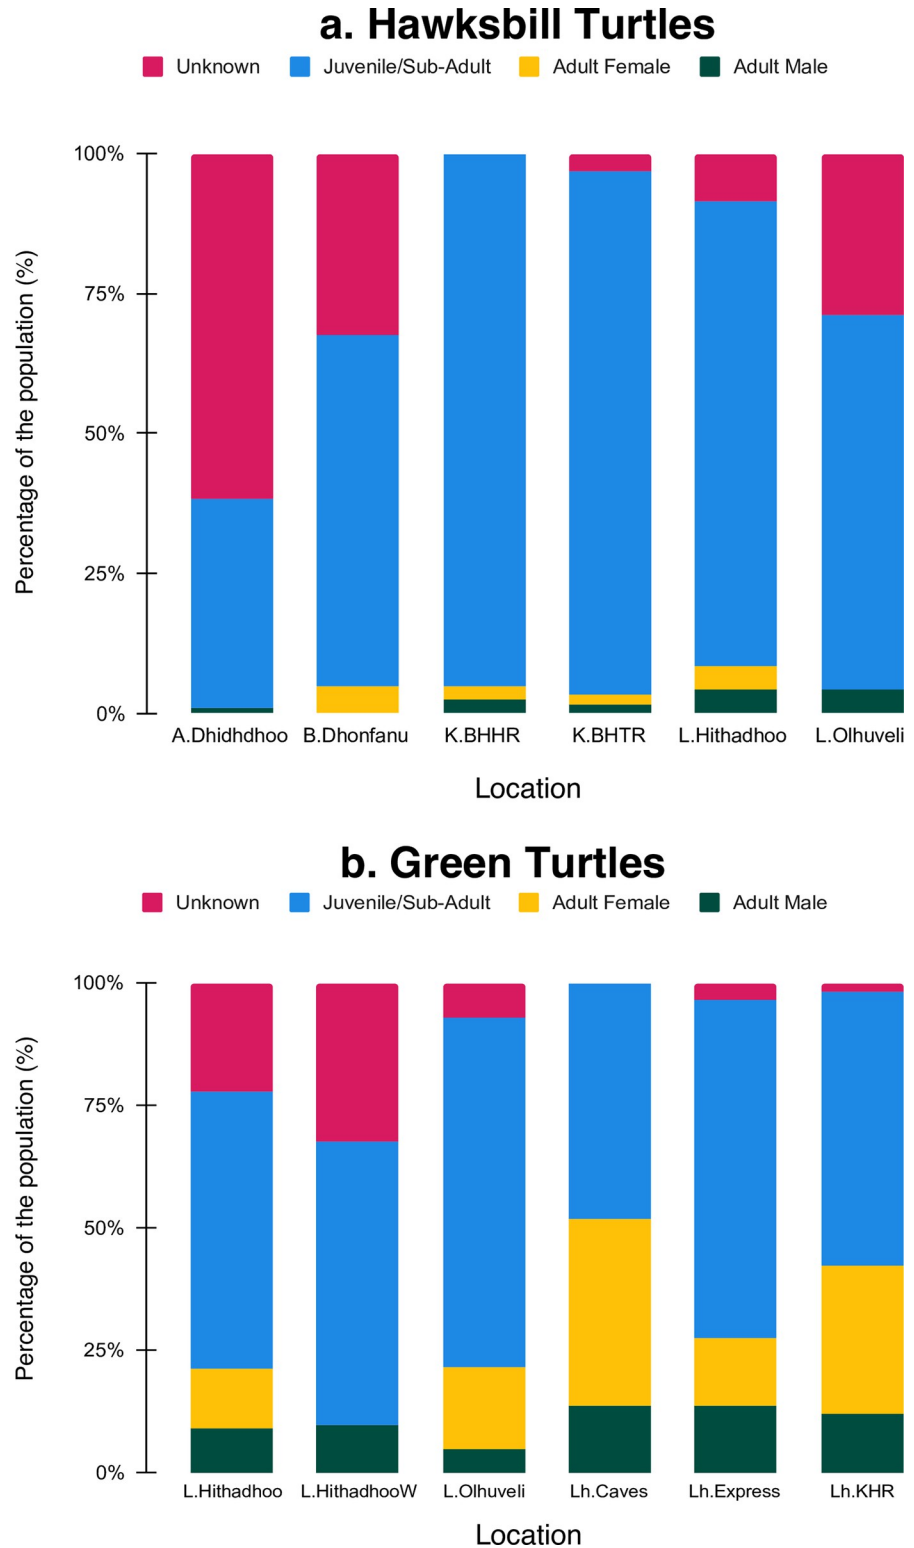 a. Hawksbill Turtles
Unknown Juvenile/Sub-Adult Adult Female Adult Male
Percentage of the population (%)
100%
75%
50%
25%
0%
A.Dhidhdhoo B.Dhonfanu K.BHHR K.BHTR L.Hithadhoo L.Olhuveli
Location
b. Green Turtles
Unknown Juvenile/Sub-Adult Adult Female Adult Male
Percentage of the population (%)
100%
75%
50%
25%
0%
L.Hithadhoo L.HithadhooW L.Olhuveli Lh.Caves Lh.Express Lh.KHR
Location